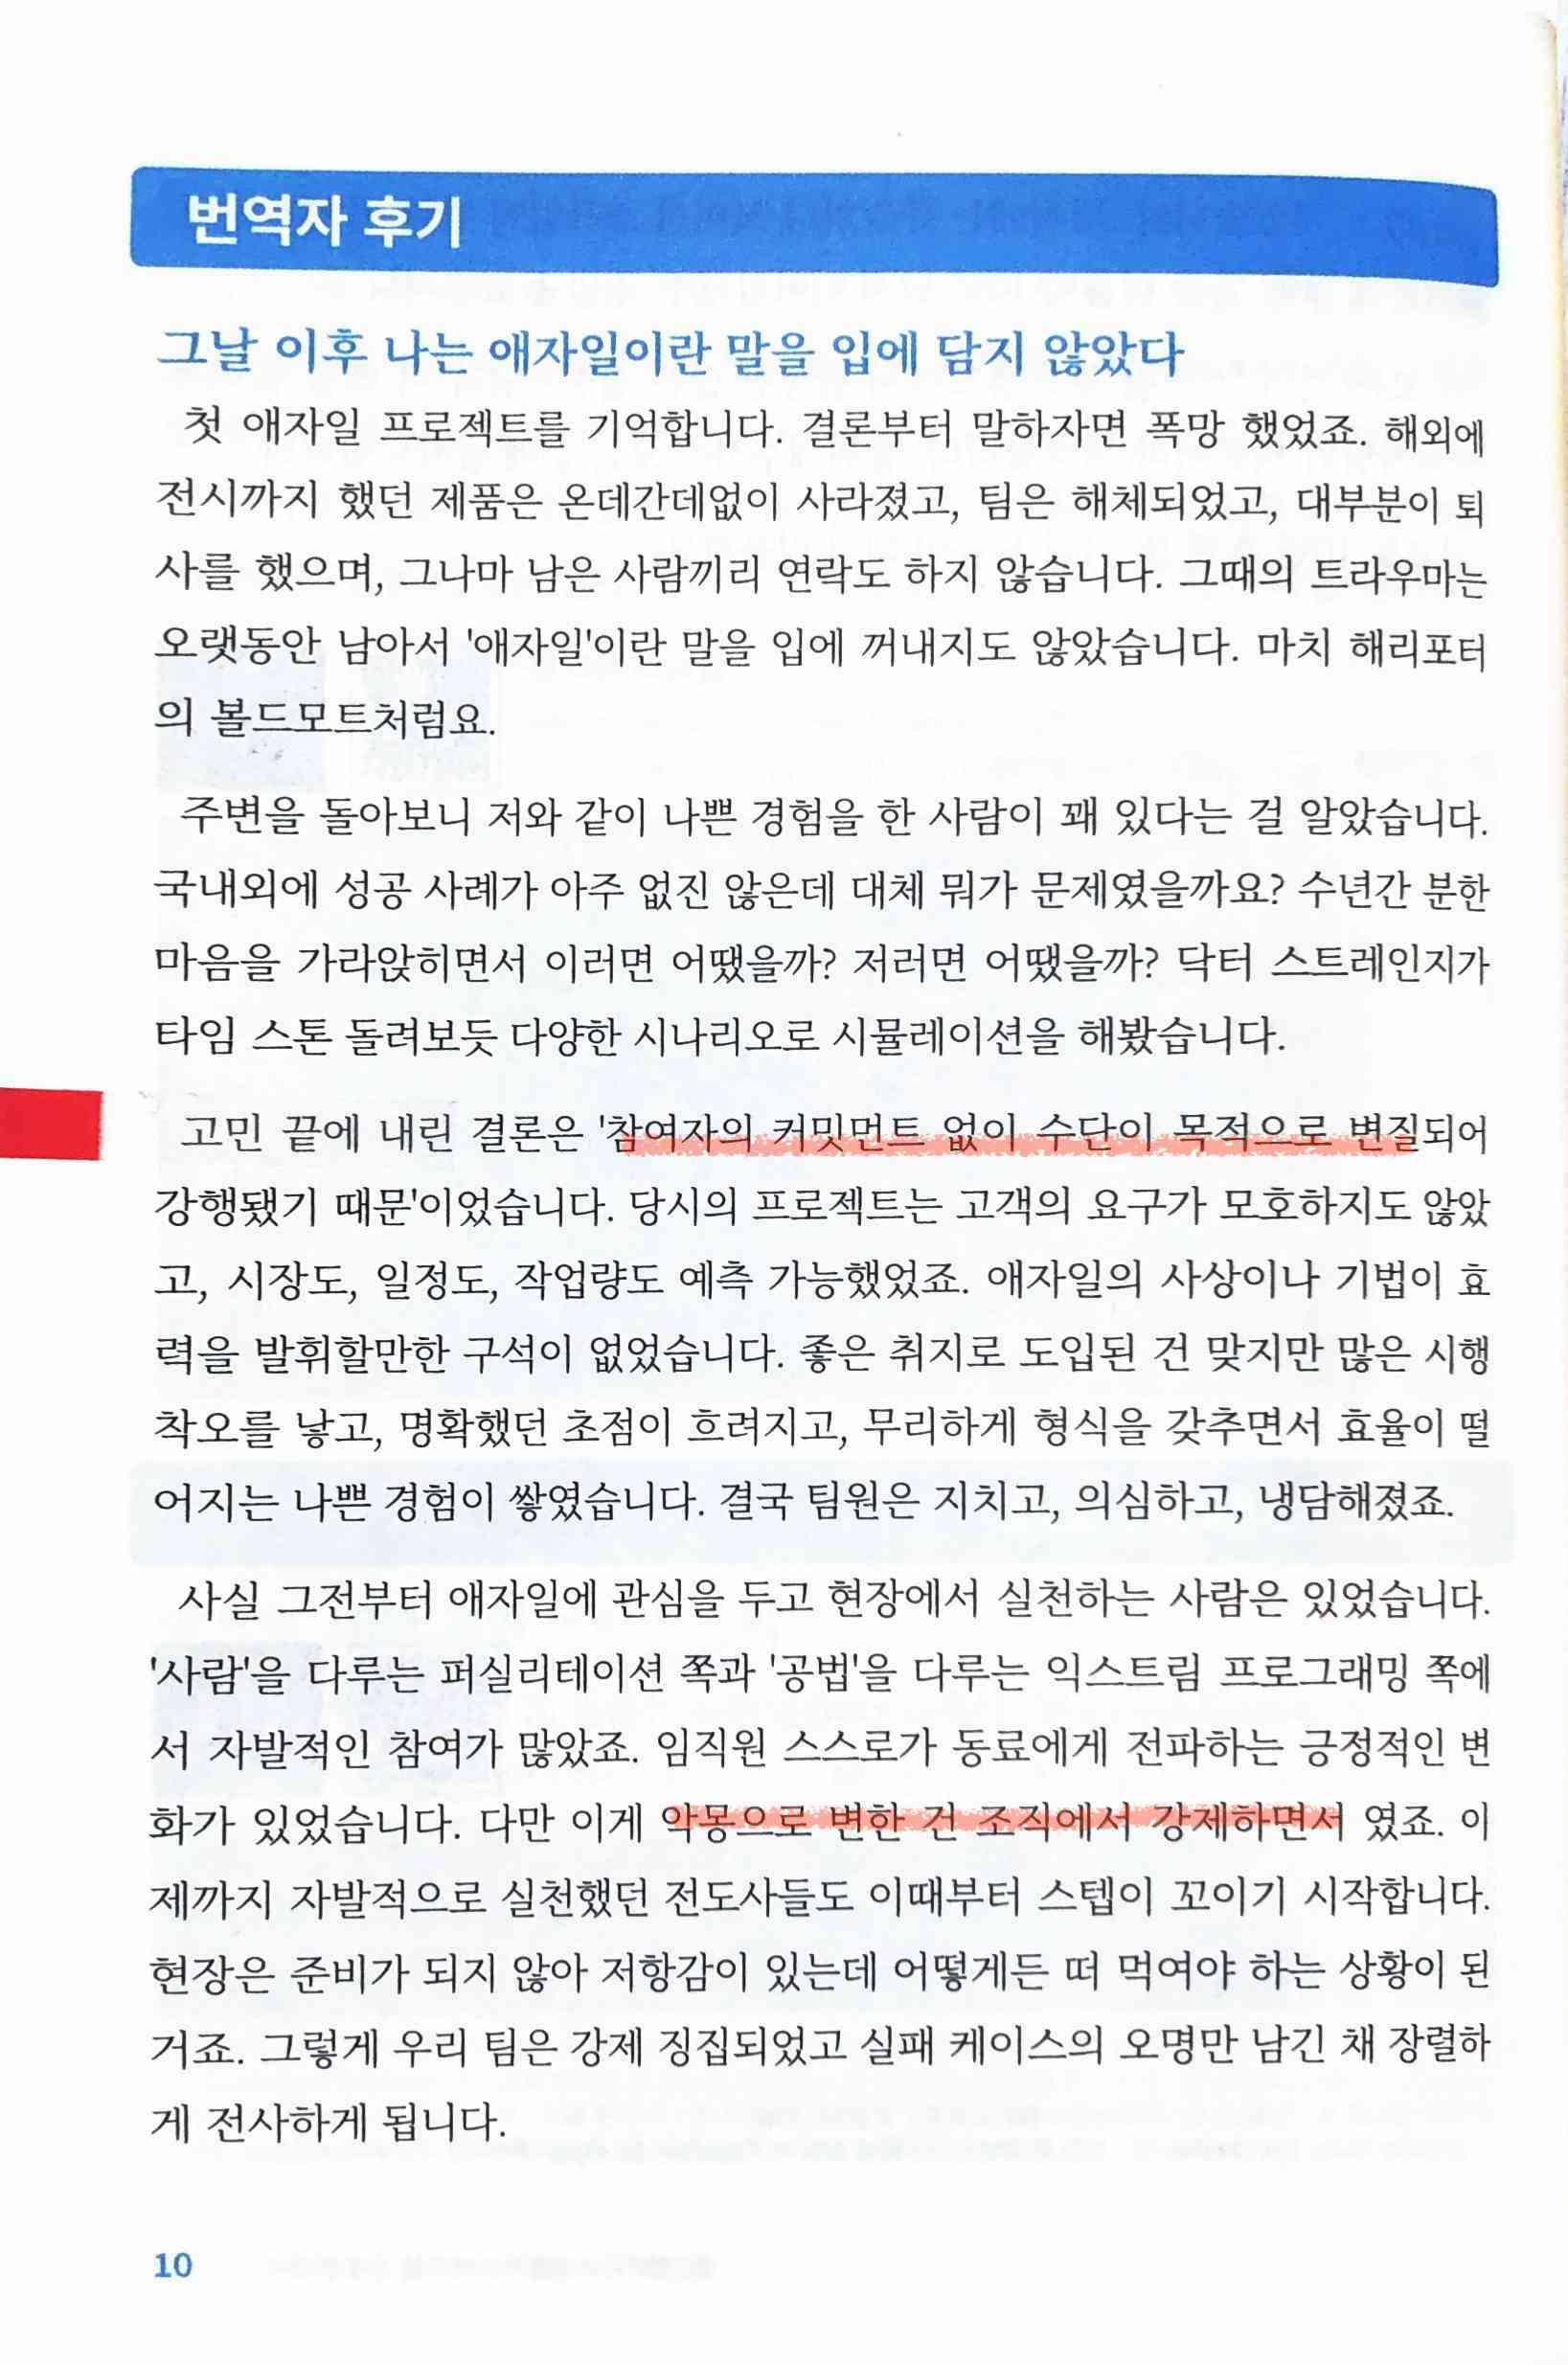 번역자 후기
그날 이후 나는 애자일이란 말을 입에 담지 않았다
첫 애자일 프로젝트를 기억합니다. 결론부터 말하자면 폭망 했었죠. 해외에
전시까지 했던 제품은 온데간데없이 사라졌고, 팀은 해체되었고, 대부분이 퇴
사를 했으며, 그나마 남은 사람끼리 연락도 하지 않습니다. 그때의 트라우마는
오랫동안 남아서 '애자일'이란 말을 입에 꺼내지도 않았습니다. 마치 해리포터
의 볼드모트처럼요.
주변을 돌아보니 저와 같이 나쁜 경험을 한 사람이 꽤 있다는 걸 알았습니다.
국내외에 성공 사례가 아주 없진 않은데 대체 뭐가 문제였을까요? 수년간 분한
마음을 가라앉히면서 이러면 어땠을까? 저러면 어땠을까? 닥터 스트레인지가
타임 스톤 돌려보듯 다양한 시나리오로 시뮬레이션을 해봤습니다.
고민 끝에 내린 결론은 '참여자의 커밋먼트 없이 수단이 목적으로 변질되어
강행됐기 때문'이었습니다. 당시의 프로젝트는 고객의 요구가 모호하지도 않았
고, 시장도, 일정도, 작업량도 예측 가능했었죠. 애자일의 사상이나 기법이 효
력을 발휘할만한 구석이 없었습니다. 좋은 취지로 도입된 건 맞지만 많은 시행
착오를 낳고, 명확했던 초점이 흐려지고, 무리하게 형식을 갖추면서 효율이 떨
어지는 나쁜 경험이 쌓였습니다. 결국 팀원은 지치고, 의심하고, 냉담해졌죠.
사실 그전부터 애자일에 관심을 두고 현장에서 실천하는 사람은 있었습니다.
'사람'을 다루는 퍼실리테이션 쪽과 '공법'을 다루는 익스트림 프로그래밍 쪽에
서 자발적인 참여가 많았죠. 임직원 스스로가 동료에게 전파하는 긍정적인 변
화가 있었습니다. 다만 이게 악몽으로 변한 건 조직에서 강제하면서 였죠. 이
제까지 자발적으로 실천했던 전도사들도 이때부터 스텝이 꼬이기 시작합니다.
현장은 준비가 되지 않아 저항감이 있는데 어떻게든 떠 먹여야 하는 상황이 된
거죠. 그렇게 우리 팀은 강제 징집되었고 실패 케이스의 오명만 남긴 채 장렬하
게 전사하게 됩니다.
10